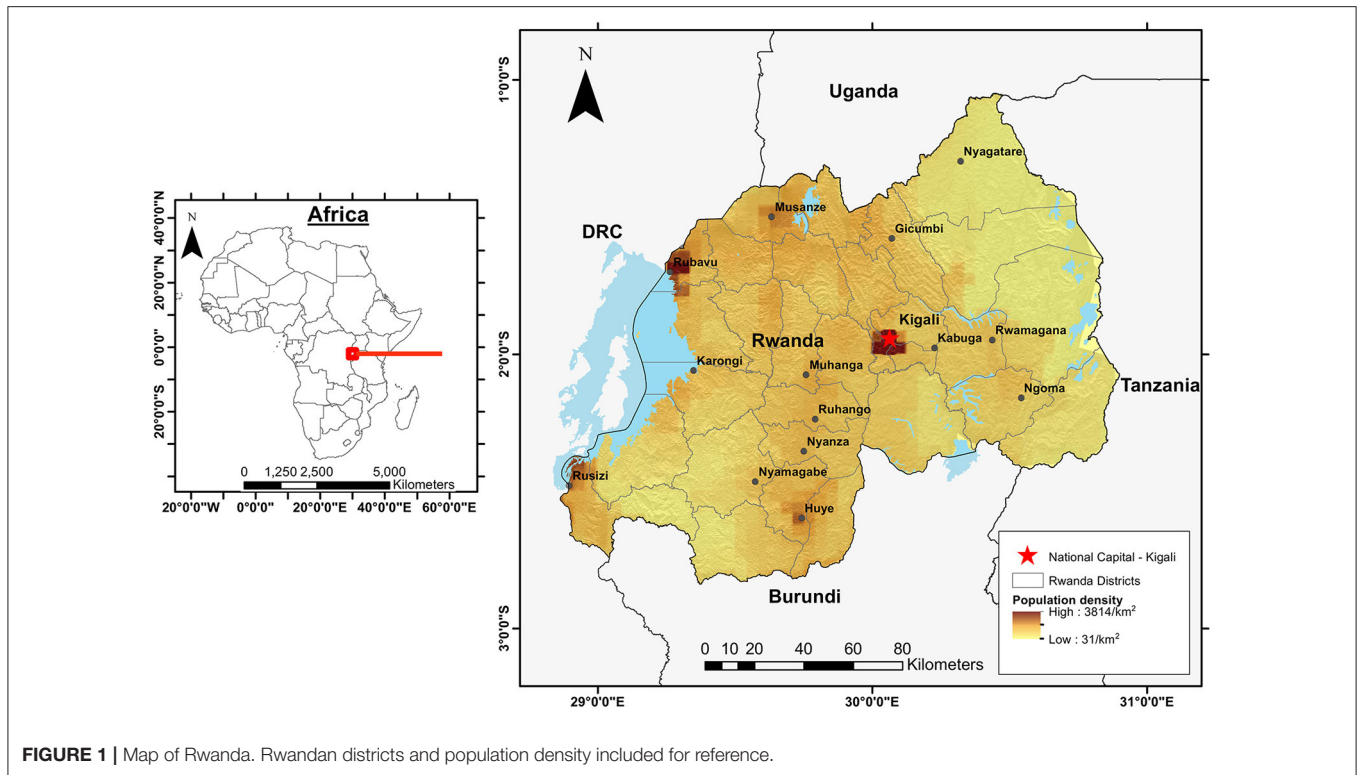 N
Africa
40°0'0"N
20°0'0"N
0°0'0"
20°0'0"S
0 1,250 2,500 5,000
Kilometers
20°0'0"W 0°0'0" 20°0'0"E 40°0'0"E 60°0'0"E
N
Uganda
Nyagatare
Musanze
Gicumbi
DRC
Rubavu
Kigali
Rwanda
Kabuga
Rwamagana
Karongi
Muhanga
Tanzania
Ngoma
Ruhango
Nyanza
Rusizi
Nyamagabe
Huye
Burundi
1°0'0"S
2°0'0"S
3°0'0"S
0 10 20 40 60 80
Kilometers
29°0'0"E 30°0'0"E 31°0'0"E
National Capital - Kigali
Rwanda Districts
Population density
High : 3814/km²
Low : 31/km²
FIGURE 1 | Map of Rwanda. Rwandan districts and population density included for reference.